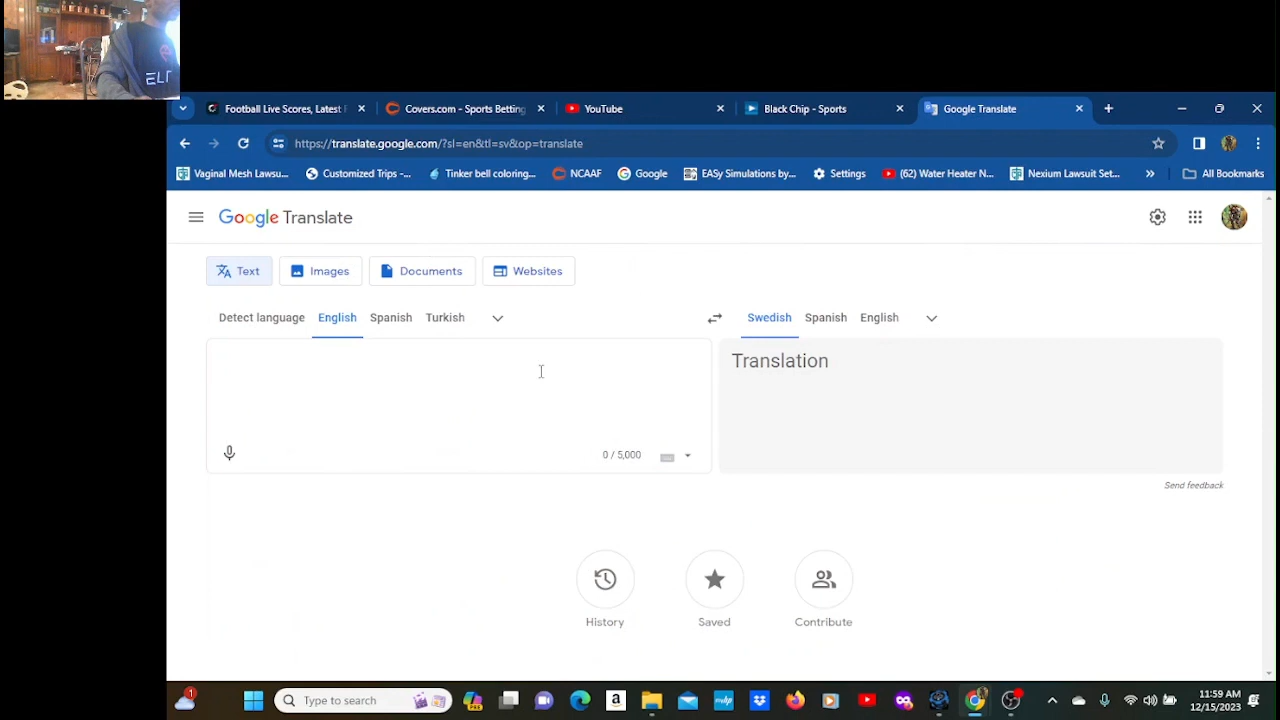 ELI
Football Live Scores, Latest F
Covers.com - Sports Betting
YouTube
Black Chip - Sports
Google Translate
https://translate.google.com/?sl=en&tl=sv&op=translate
Vaginal Mesh Lawsu...
Customized Trips -...
Tinker bell coloring...
NCAAF
Google
EASy Simulations by...
Settings
(62) Water Heater N...
Nexium Lawsuit Set...
»
All Bookmarks
Google Translate
Text
Images
Documents
Websites
Detect language
English
Spanish
Turkish
Swedish
Spanish
English
Translation
0 / 5,000
Send feedback
History
Saved
Contribute
1
Type to search
11:59 AM
12/15/2023